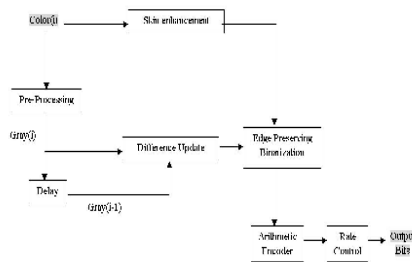 Color(i)
Skin enhancement
Pre-Processing
Gray(i)
Difference Update
Edge Preserving
Binarization
Delay
Gray(i-1)
Arithmetic
Encoder
Rate
Control
Output
Bits